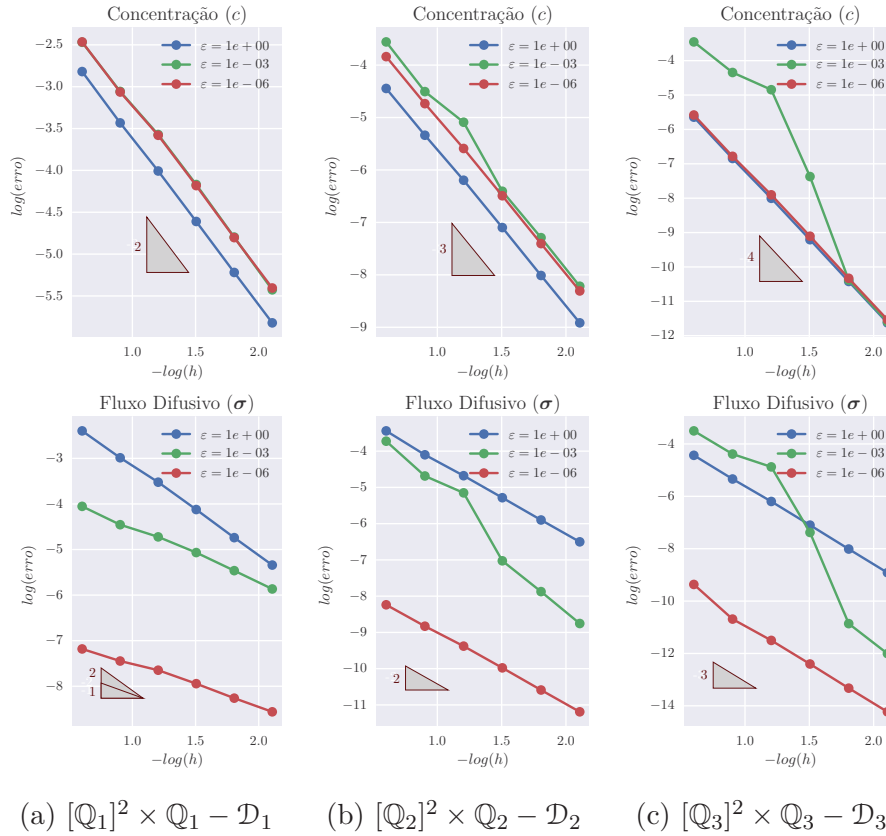 Concentração (c)
log(erro)
−2.5
−3.0
−3.5
−4.0
−4.5
−5.0
−5.5
ε = 1e + 00
ε = 1e − 03
ε = 1e − 06
2
1.0 1.5 2.0
−log(h)
Concentração (c)
log(erro)
−4
−5
−6
−7
−8
−9
ε = 1e + 00
ε = 1e − 03
ε = 1e − 06
3
1.0 1.5 2.0
−log(h)
Concentração (c)
log(erro)
−4
−5
−6
−7
−8
−9
−10
−11
−12
ε = 1e + 00
ε = 1e − 03
ε = 1e − 06
4
1.0 1.5 2.0
−log(h)
Fluxo Difusivo (σ)
log(erro)
−3
−4
−5
−6
−7
−8
ε = 1e + 00
ε = 1e − 03
ε = 1e − 06
2
1
1.0 1.5 2.0
−log(h)
Fluxo Difusivo (σ)
log(erro)
−4
−5
−6
−7
−8
−9
−10
−11
ε = 1e + 00
ε = 1e − 03
ε = 1e − 06
2
1.0 1.5 2.0
−log(h)
Fluxo Difusivo (σ)
log(erro)
−4
−6
−8
−10
−12
−14
ε = 1e + 00
ε = 1e − 03
ε = 1e − 06
3
1.0 1.5 2.0
−log(h)
(a) [ℚ₁]² × ℚ₁ − 𝒟₁
(b) [ℚ₂]² × ℚ₂ − 𝒟₂
(c) [ℚ₃]² × ℚ₃ − 𝒟₃